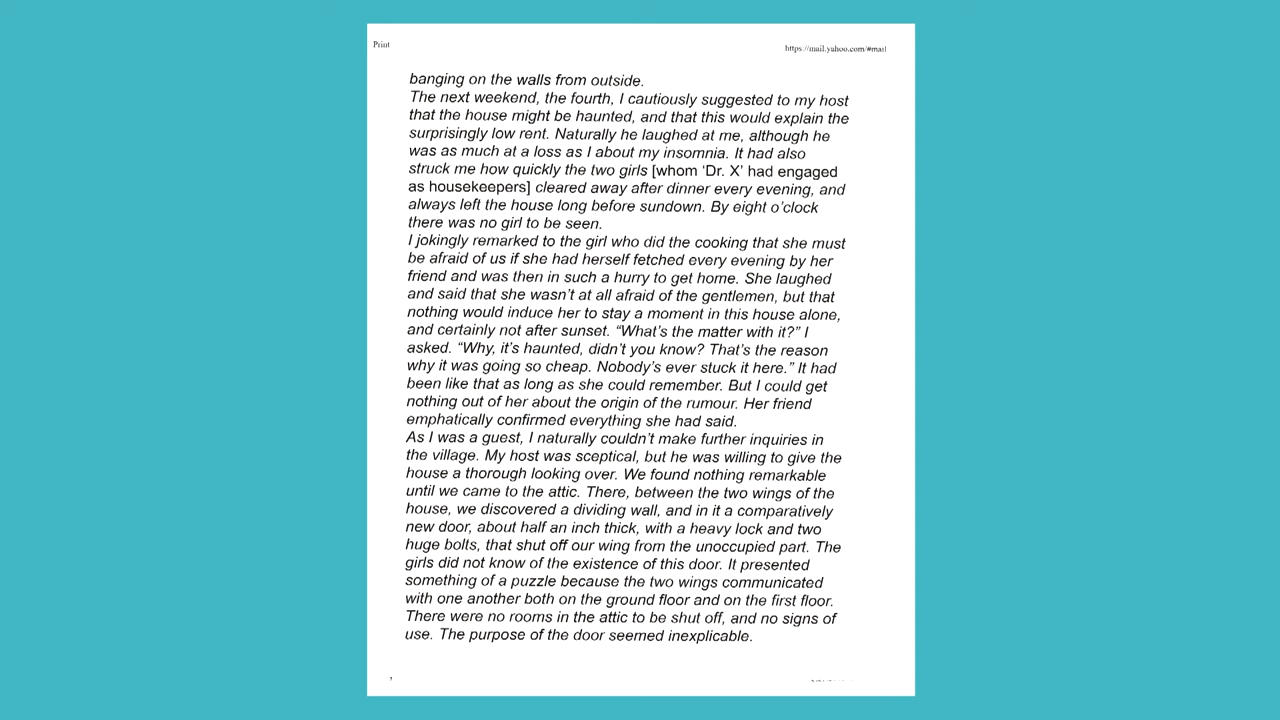 Print
https://mail.yahoo.com/#mail
banging on the walls from outside.
The next weekend, the fourth, I cautiously suggested to my host
that the house might be haunted, and that this would explain the
surprisingly low rent. Naturally he laughed at me, although he
was as much at a loss as I about my insomnia. It had also
struck me how quickly the two girls [whom ‘Dr. X’ had engaged
as housekeepers] cleared away after dinner every evening, and
always left the house long before sundown. By eight o’clock
there was no girl to be seen.
I jokingly remarked to the girl who did the cooking that she must
be afraid of us if she had herself fetched every evening by her
friend and was then in such a hurry to get home. She laughed
and said that she wasn’t at all afraid of the gentlemen, but that
nothing would induce her to stay a moment in this house alone,
and certainly not after sunset. “What’s the matter with it?” I
asked. “Why, it’s haunted, didn’t you know? That’s the reason
why it was going so cheap. Nobody’s ever stuck it here.” It had
been like that as long as she could remember. But I could get
nothing out of her about the origin of the rumour. Her friend
emphatically confirmed everything she had said.
As I was a guest, I naturally couldn’t make further inquiries in
the village. My host was sceptical, but he was willing to give the
house a thorough looking over. We found nothing remarkable
until we came to the attic. There, between the two wings of the
house, we discovered a dividing wall, and in it a comparatively
new door, about half an inch thick, with a heavy lock and two
huge bolts, that shut off our wing from the unoccupied part. The
girls did not know of the existence of this door. It presented
something of a puzzle because the two wings communicated
with one another both on the ground floor and on the first floor.
There were no rooms in the attic to be shut off, and no signs of
use. The purpose of the door seemed inexplicable.